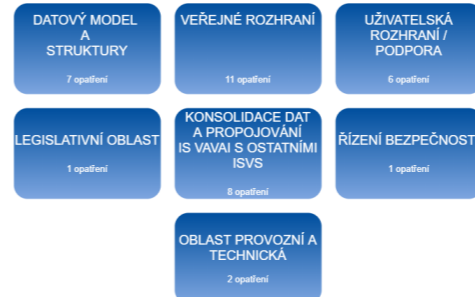 DATOVÝ MODEL
A
STRUKTURY
7 opatření
VEŘEJNÉ ROZHRANÍ
11 opatření
UŽIVATELSKÁ
ROZHRANÍ /
PODPORA
6 opatření
LEGISLATIVNÍ OBLAST
1 opatření
KONSOLIDACE DAT
A PROPOJOVÁNÍ
IS VAVAI S OSTATNÍMI
ISVS
8 opatření
ŘÍZENÍ BEZPEČNOST
1 opatření
OBLAST PROVOZNÍ A
TECHNICKÁ
2 opatření